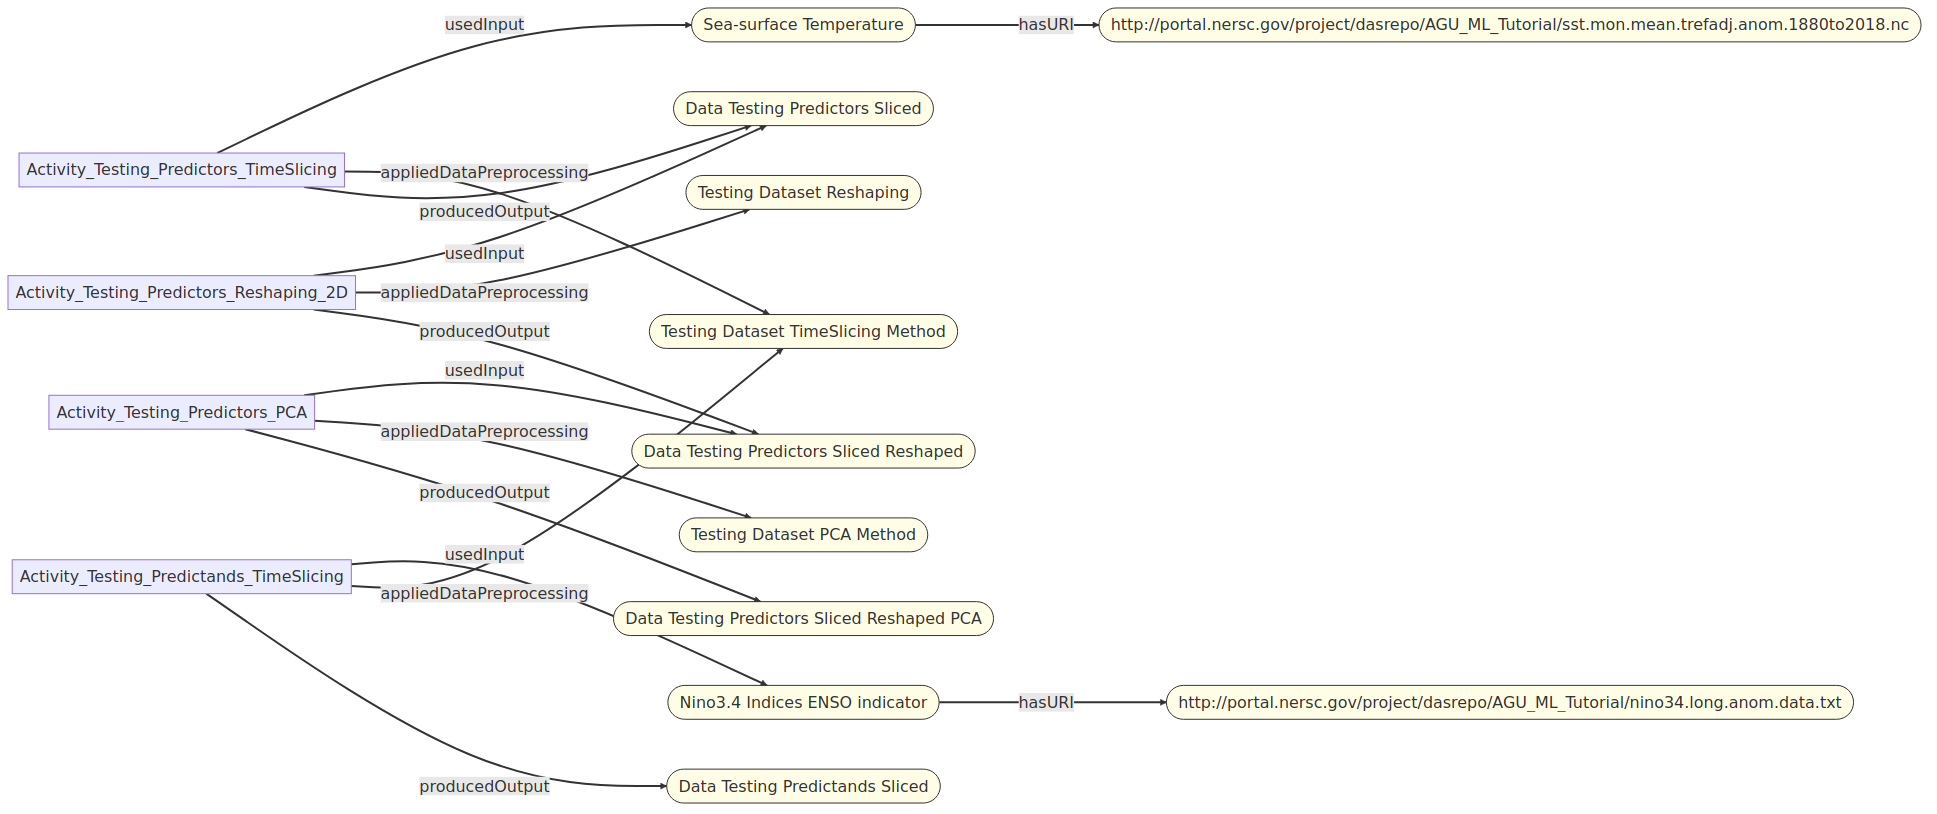 usedInput
Sea-surface Temperature
hasURI
http://portal.nersc.gov/project/dasrepo/AGU_ML_Tutorial/sst.mon.mean.trefadj.anom.1880to2018.nc
Data Testing Predictors Sliced
Activity_Testing_Predictors_TimeSlicing
appliedDataPreprocessing
Testing Dataset Reshaping
producedOutput
usedInput
Activity_Testing_Predictors_Reshaping_2D
appliedDataPreprocessing
producedOutput
Testing Dataset TimeSlicing Method
usedInput
Activity_Testing_Predictors_PCA
appliedDataPreprocessing
Data Testing Predictors Sliced Reshaped
producedOutput
Testing Dataset PCA Method
usedInput
Activity_Testing_Predictands_TimeSlicing
appliedDataPreprocessing
Data Testing Predictors Sliced Reshaped PCA
Nino3.4 Indices ENSO indicator
hasURI
http://portal.nersc.gov/project/dasrepo/AGU_ML_Tutorial/nino34.long.anom.data.txt
producedOutput
Data Testing Predictands Sliced